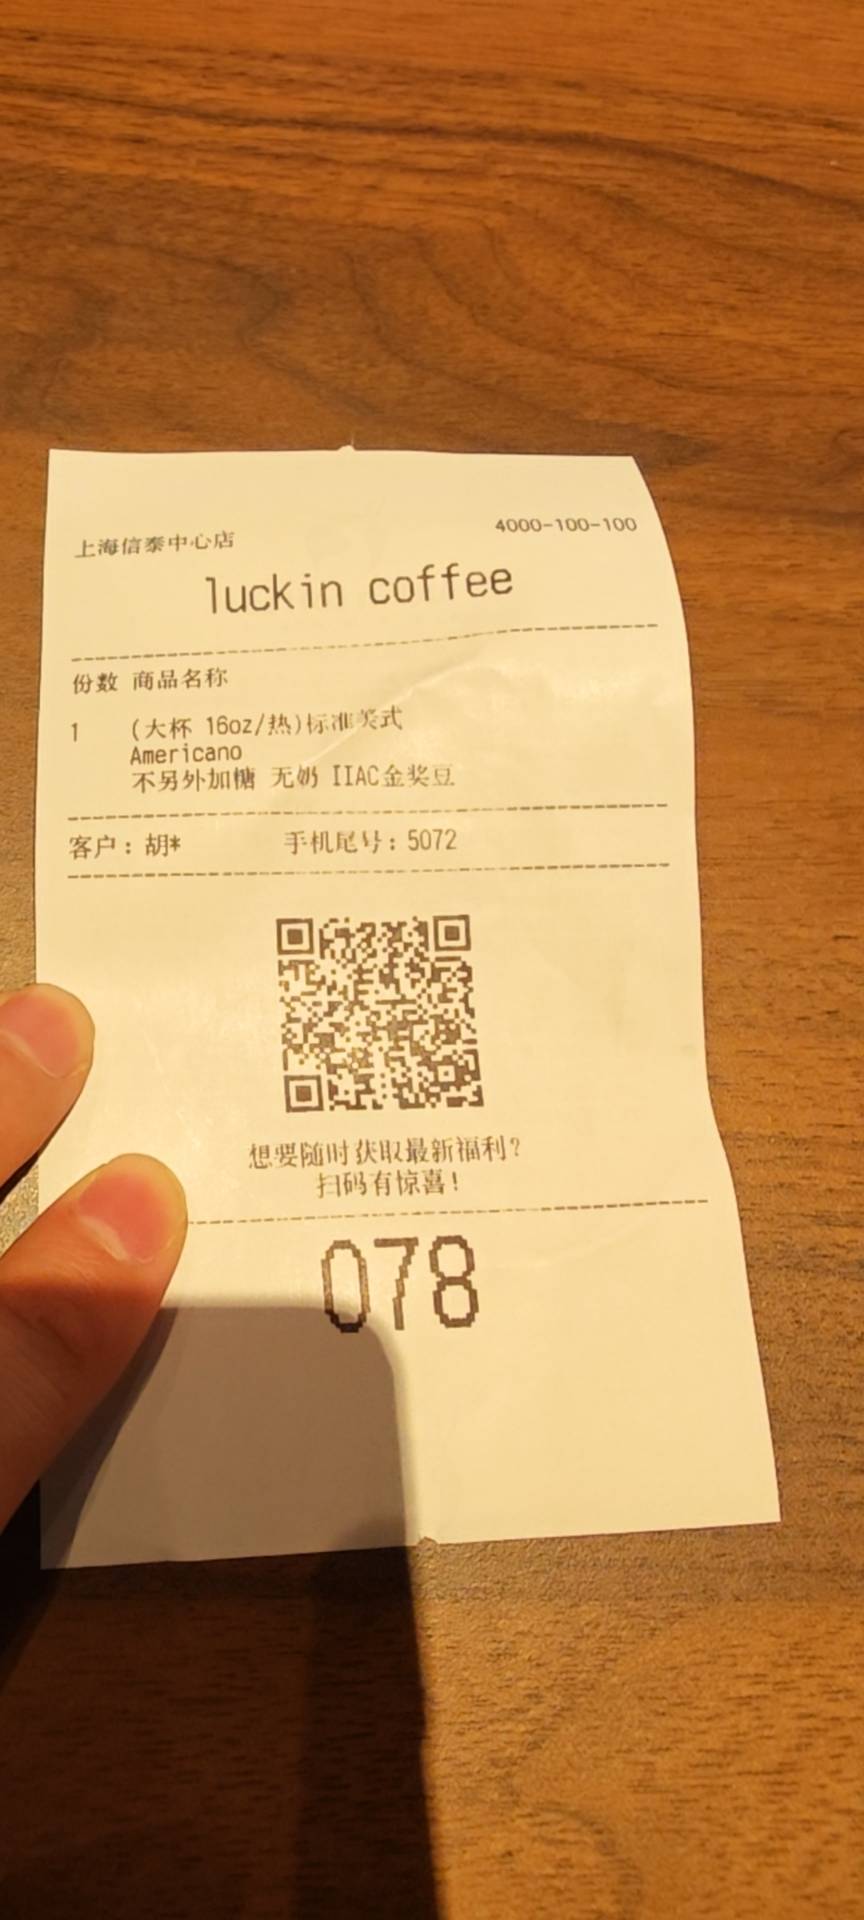 上海信泰中心店 4000-100-100
luckin coffee
份数 商品名称
1 (大杯 16oz/热)标准美式
Americano
不另外加糖 无奶 IIAC金奖豆
客户：胡* 手机尾号：5072
想要随时获取最新福利？
扫码有惊喜！
078